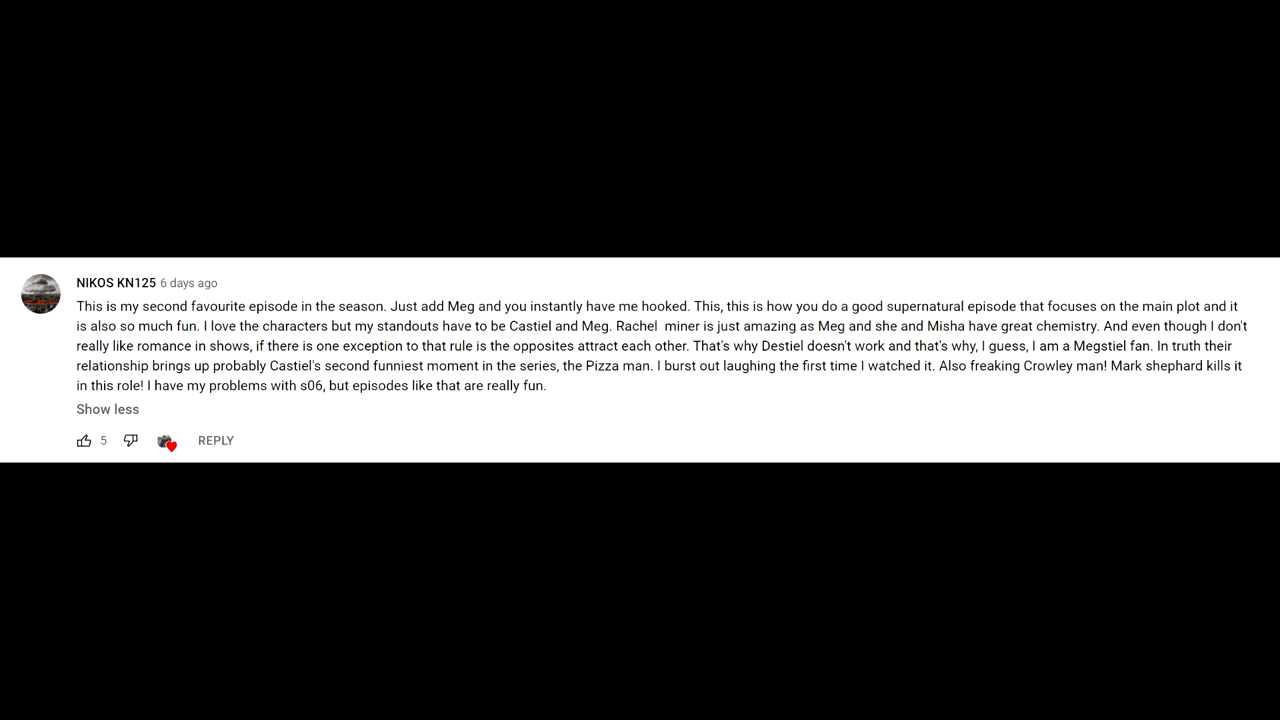 NIKOS KN125 6 days ago
This is my second favourite episode in the season. Just add Meg and you instantly have me hooked. This, this is how you do a good supernatural episode that focuses on the main plot and it
is also so much fun. I love the characters but my standouts have to be Castiel and Meg. Rachel  miner is just amazing as Meg and she and Misha have great chemistry. And even though I don't
really like romance in shows, if there is one exception to that rule is the opposites attract each other. That's why Destiel doesn't work and that's why, I guess, I am a Megstiel fan. In truth their
relationship brings up probably Castiel's second funniest moment in the series, the Pizza man. I burst out laughing the first time I watched it. Also freaking Crowley man! Mark shephard kills it
in this role! I have my problems with s06, but episodes like that are really fun.
Show less
5 REPLY